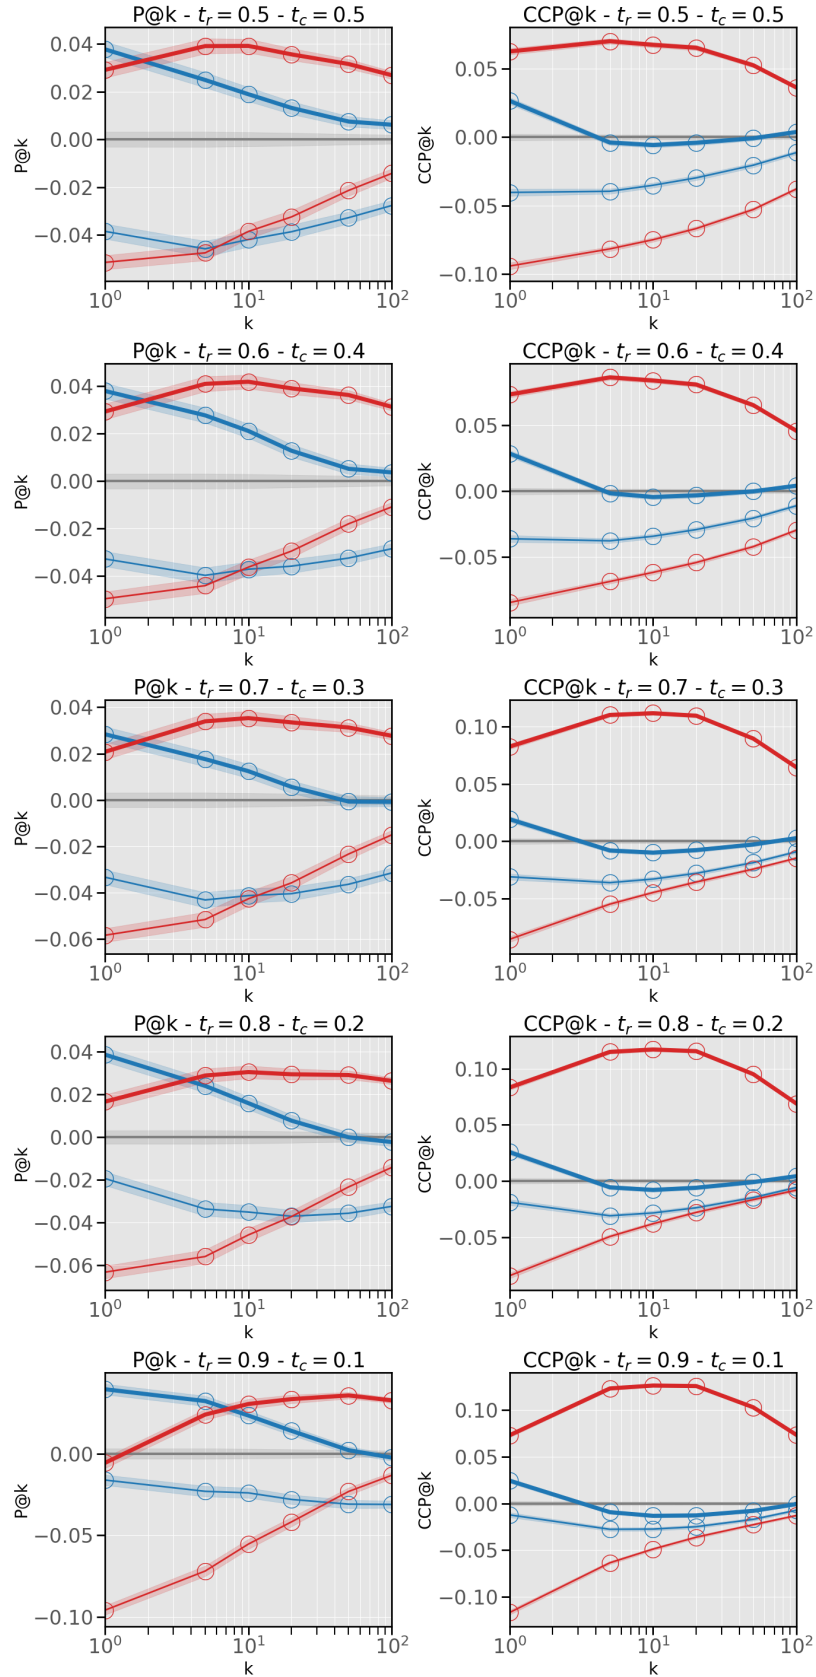 P@k - t_r = 0.5 - t_c = 0.5
0.04
0.02
0.00
−0.02
−0.04
P@k
10^0
10^1
10^2
k
CCP@k - t_r = 0.5 - t_c = 0.5
0.05
0.00
−0.05
−0.10
CCP@k
10^0
10^1
10^2
k
P@k - t_r = 0.6 - t_c = 0.4
0.04
0.02
0.00
−0.02
−0.04
P@k
10^0
10^1
10^2
k
CCP@k - t_r = 0.6 - t_c = 0.4
0.05
0.00
−0.05
CCP@k
10^0
10^1
10^2
k
P@k - t_r = 0.7 - t_c = 0.3
0.04
0.02
0.00
−0.02
−0.04
−0.06
P@k
10^0
10^1
10^2
k
CCP@k - t_r = 0.7 - t_c = 0.3
0.10
0.05
0.00
−0.05
CCP@k
10^0
10^1
10^2
k
P@k - t_r = 0.8 - t_c = 0.2
0.04
0.02
0.00
−0.02
−0.04
−0.06
P@k
10^0
10^1
10^2
k
CCP@k - t_r = 0.8 - t_c = 0.2
0.10
0.05
0.00
−0.05
CCP@k
10^0
10^1
10^2
k
P@k - t_r = 0.9 - t_c = 0.1
0.00
−0.05
−0.10
P@k
10^0
10^1
10^2
k
CCP@k - t_r = 0.9 - t_c = 0.1
0.10
0.05
0.00
−0.05
−0.10
CCP@k
10^0
10^1
10^2
k